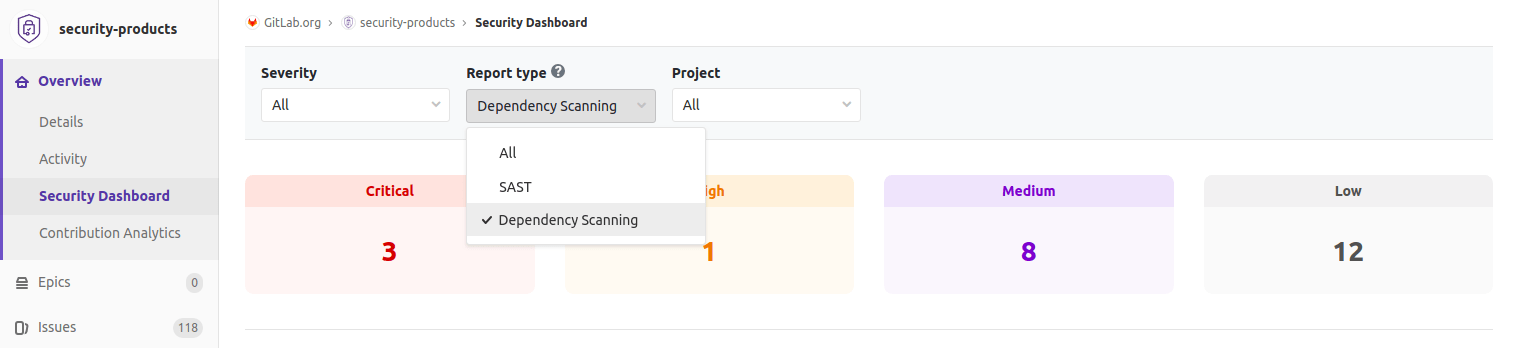 security-products
Overview
Details
Activity
Security Dashboard
Contribution Analytics
Epics 0
Issues 118
GitLab.org › security-products › Security Dashboard
Severity Report type ? Project
All Dependency Scanning All
All
SAST
Dependency Scanning
Critical
3
1
Medium
8
Low
12